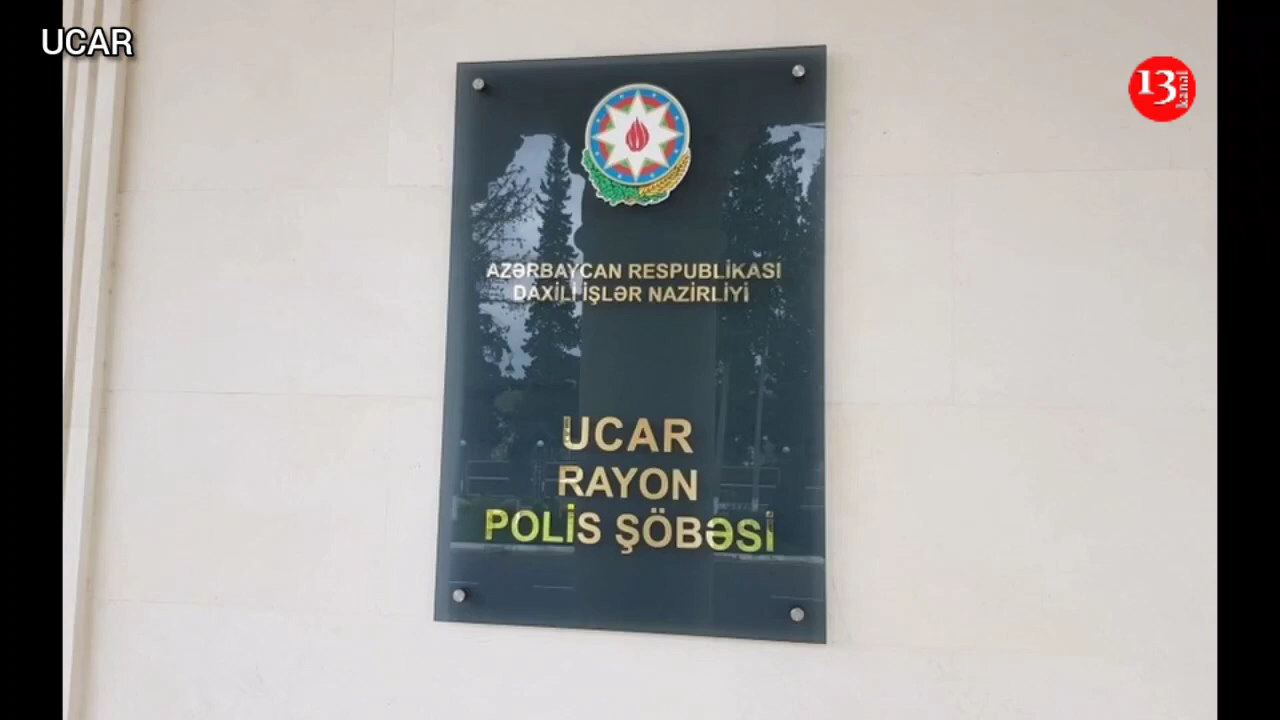 UCAR
13
kanal
AZƏRBAYCAN RESPUBLİKASI
DAXİLİ İŞLƏR NAZİRLİYİ
UCAR
RAYON
POLİS ŞÖBƏSİ